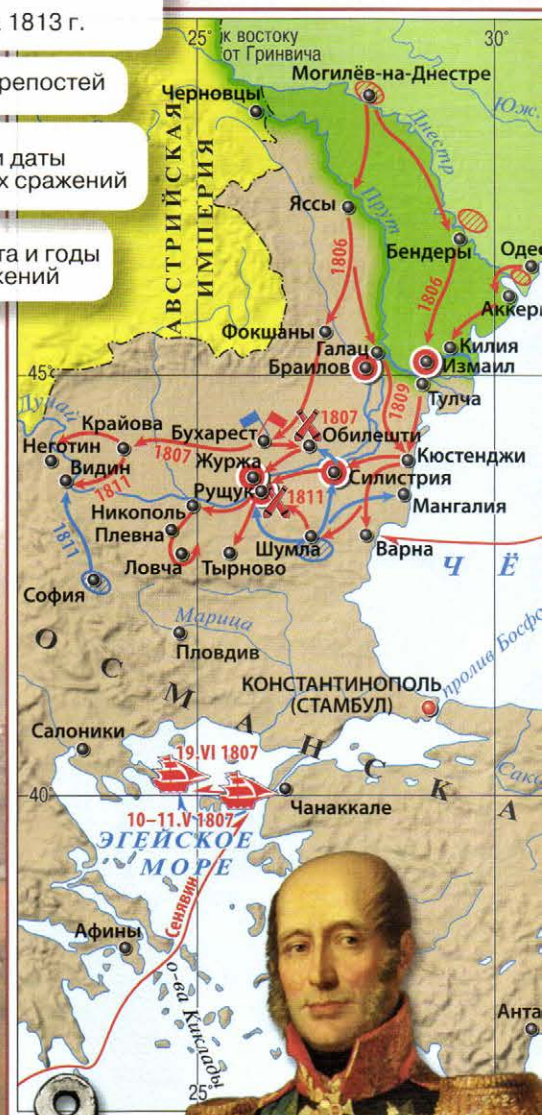 1813 г.
репостей
и даты
х сражений
та и годы
жений
25°
к востоку
от Гринвича
30°
Могилёв-на-Днестре
Черновцы
Юж.
АВСТРИЙСКАЯ
ИМПЕРИЯ
Днестр
Прут
Яссы
1806
Бендеры
1806
Одес
Аккерм
Фокшаны
Галац
Килия
45°
Браилов
Измаил
Тулча
1809
Дунай
Крайова
Бухарест
1807
Обилешти
Неготин
1807
Журжа
Кюстенджи
Видин
1811
Рущук
1811
Силистрия
Никополь
Мангалия
1811
Плевна
Шумла
Варна
Ловча
Тырново
София
Ч Ё
Марица
Пловдив
ОСМАНСКА
КОНСТАНТИНОПОЛЬ
(СТАМБУЛ)
пролив Босфо
Салоники
19.VI 1807
Сака
40°
Чанаккале
10–11.V 1807
ЭГЕЙСКОЕ
МОРЕ
Сенявин
Афины
о-ва Киклады
Анта
25°